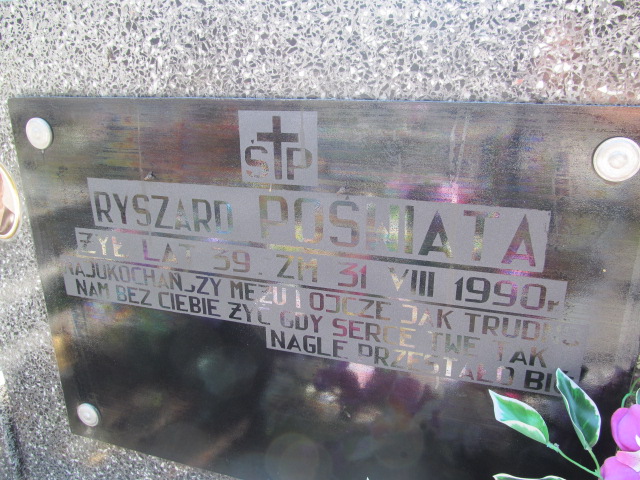 Ś P
RYSZARD POŚNIATA
ŻYŁ LAT 39. ZM 31 VIII 1990r.
NAJUKOCHAŃSZY MĘŻU I OJCZE JAK TRUDNO
NAM BEZ CIEBIE ŻYĆ GDY SERCE TWE TAK
NAGLE PRZESTAŁO BIĆ